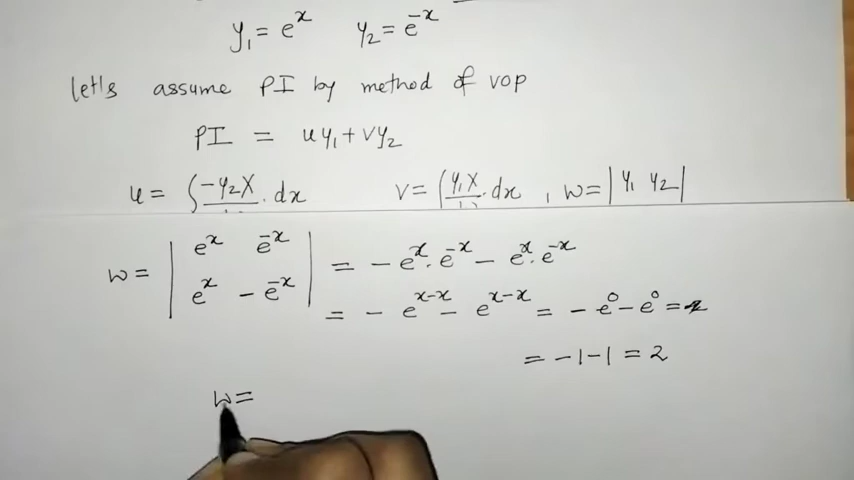 y₁ = eˣ   y₂ = e⁻ˣ
let's assume PI by method of VOP
PI = uy₁ + vy₂
u = ∫ -y₂X/ . dx   v = ∫ y₁X/ . dx , w = | y₁ y₂ |
w = | eˣ e⁻ˣ | = - eˣ . e⁻ˣ - eˣ . e⁻ˣ
| eˣ - e⁻ˣ |
= - eˣ⁻ˣ - eˣ⁻ˣ = - e⁰ - e⁰ =
= -1 -1 = 2
w =